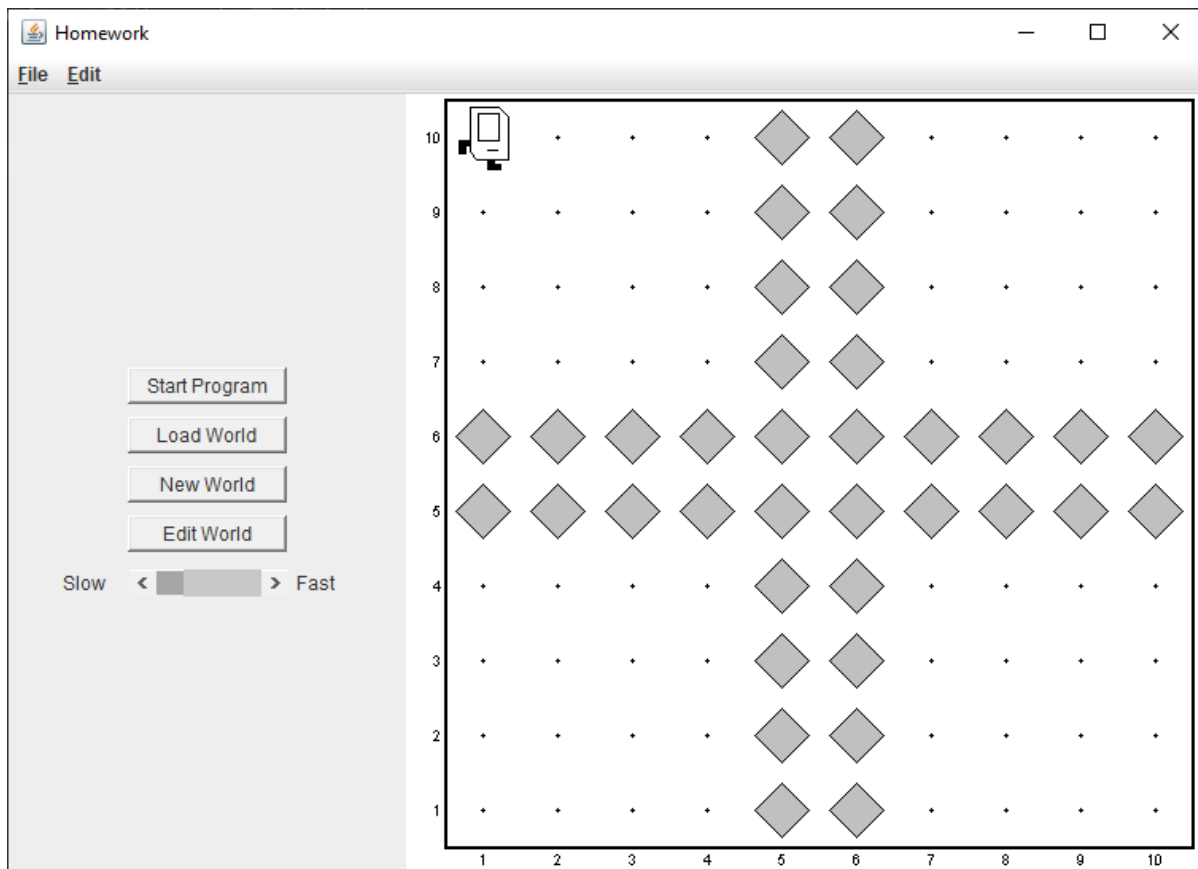 Homework
File Edit
10
9
8
7
6
5
4
3
2
1
Start Program
Load World
New World
Edit World
Slow < > Fast
1 2 3 4 5 6 7 8 9 10